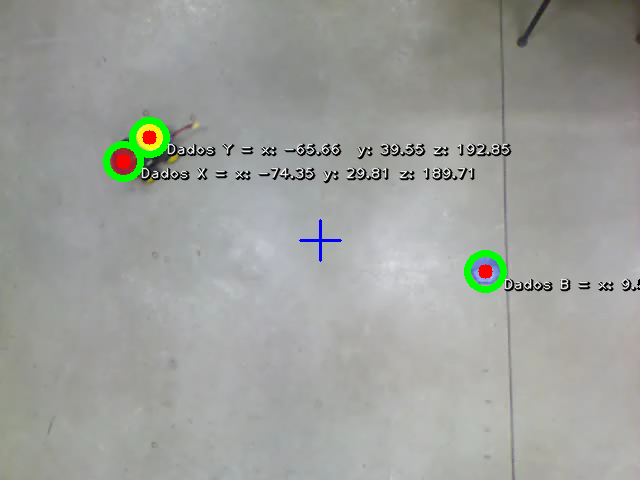 Dados Y = x: -65.66 y: 39.55 z: 192.85
Dados X = x: -74.35 y: 29.81 z: 189.71
Dados B = x: 9.